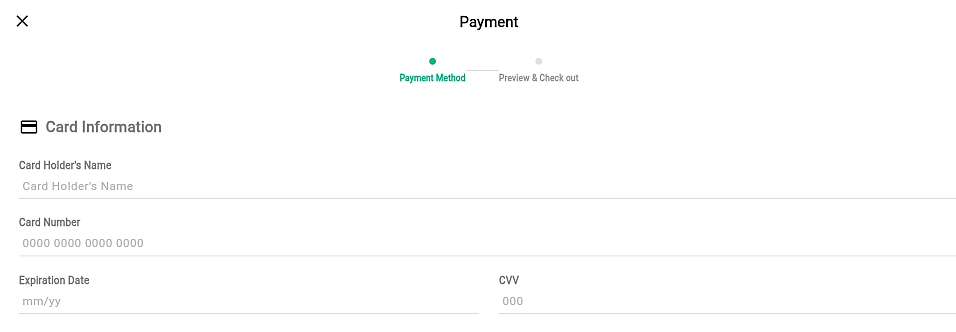 Payment
Payment Method
Preview & Check out
Card Information
Card Holder's Name
Card Holder's Name
Card Number
0000 0000 0000 0000
Expiration Date
CVV
mm/yy
000